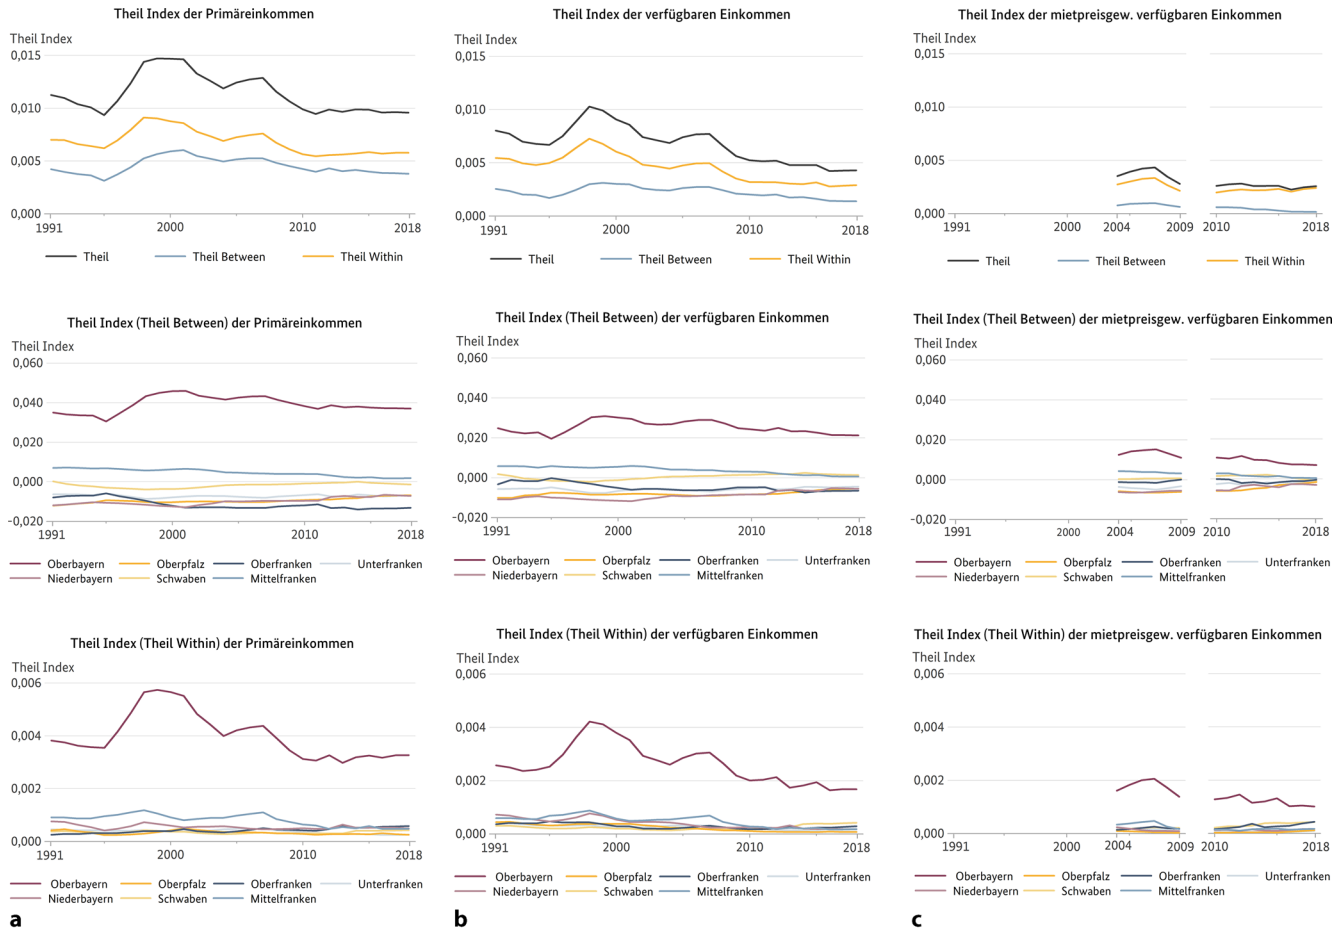 Theil Index der Primäreinkommen
Theil Index
0,015
0,010
0,005
0,000
1991 2000 2010 2018
Theil Theil Between Theil Within
Theil Index (Theil Between) der Primäreinkommen
Theil Index
0,060
0,040
0,020
0,000
−0,020
1991 2000 2010 2018
Oberbayern Oberpfalz Oberfranken Unterfranken
Niederbayern Schwaben Mittelfranken
Theil Index (Theil Within) der Primäreinkommen
Theil Index
0,006
0,004
0,002
0,000
1991 2000 2010 2018
Oberbayern Oberpfalz Oberfranken Unterfranken
Niederbayern Schwaben Mittelfranken
a
Theil Index der verfügbaren Einkommen
Theil Index
0,015
0,010
0,005
0,000
1991 2000 2010 2018
Theil Theil Between Theil Within
Theil Index (Theil Between) der verfügbaren Einkommen
Theil Index
0,060
0,040
0,020
0,000
−0,020
1991 2000 2010 2018
Oberbayern Oberpfalz Oberfranken Unterfranken
Niederbayern Schwaben Mittelfranken
Theil Index (Theil Within) der verfügbaren Einkommen
Theil Index
0,006
0,004
0,002
0,000
1991 2000 2010 2018
Oberbayern Oberpfalz Oberfranken Unterfranken
Niederbayern Schwaben Mittelfranken
b
Theil Index der mietpreisgew. verfügbaren Einkommen
Theil Index
0,015
0,010
0,005
0,000
1991 2000 2004 2009 2010 2018
Theil Theil Between Theil Within
Theil Index (Theil Between) der mietpreisgew. verfügbaren Einkommen
Theil Index
0,060
0,040
0,020
0,000
−0,020
1991 2000 2004 2009 2010 2018
Oberbayern Oberpfalz Oberfranken Unterfranken
Niederbayern Schwaben Mittelfranken
Theil Index (Theil Within) der mietpreisgew. verfügbaren Einkommen
Theil Index
0,006
0,004
0,002
0,000
1991 2000 2004 2009 2010 2018
Oberbayern Oberpfalz Oberfranken Unterfranken
Niederbayern Schwaben Mittelfranken
c